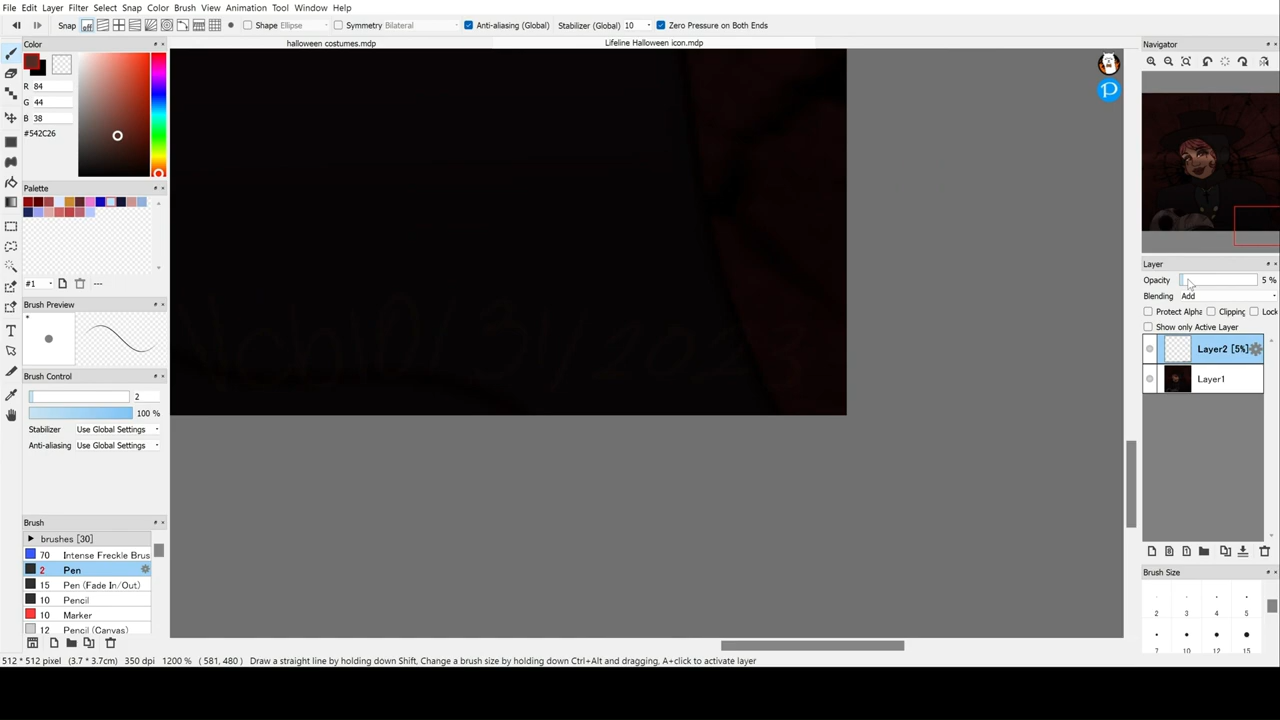 File Edit Layer Filter Select Snap Color Brush View Animation Tool Window Help
Snap off Shape Ellipse Symmetry Bilateral Anti-aliasing (Global) Stabilizer (Global) 10 Zero Pressure on Both Ends
Color
halloween costumes.mdp
Lifeline Halloween icon.mdp
Navigator
R 84
G 44
B 38
#542C26
Palette
#1
---
Brush Preview
Brush Control
2
100 %
Stabilizer Use Global Settings
Anti-aliasing Use Global Settings
Brush
brushes [30]
70 Intense Freckle Brus
2 Pen
15 Pen (Fade In/Out)
10 Pencil
10 Marker
12 Pencil (Canvas)
10/31/2023
Layer
Opacity 5 %
Blending Add
Protect Alpha Clipping Lock
Show only Active Layer
Layer2 [5%]
Layer1
Brush Size
2 3 4 5
7 10 12 15
512 * 512 pixel (3.7 * 3.7cm) 350 dpi 1200 % ( 581, 480 ) Draw a straight line by holding down Shift, Change a brush size by holding down Ctrl+Alt and dragging, A+click to activate layer